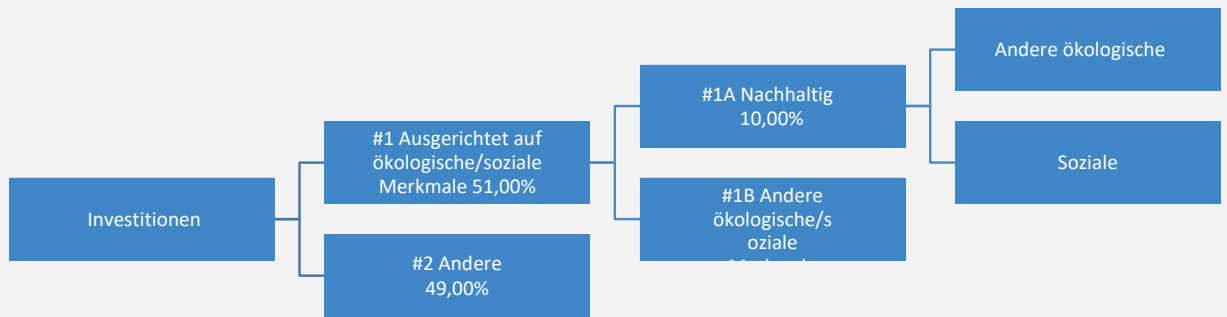 Investitionen
#1 Ausgerichtet auf
ökologische/soziale
Merkmale 51,00%
#2 Andere
49,00%
#1A Nachhaltig
10,00%
#1B Andere
ökologische/s
oziale
Andere ökologische
Soziale